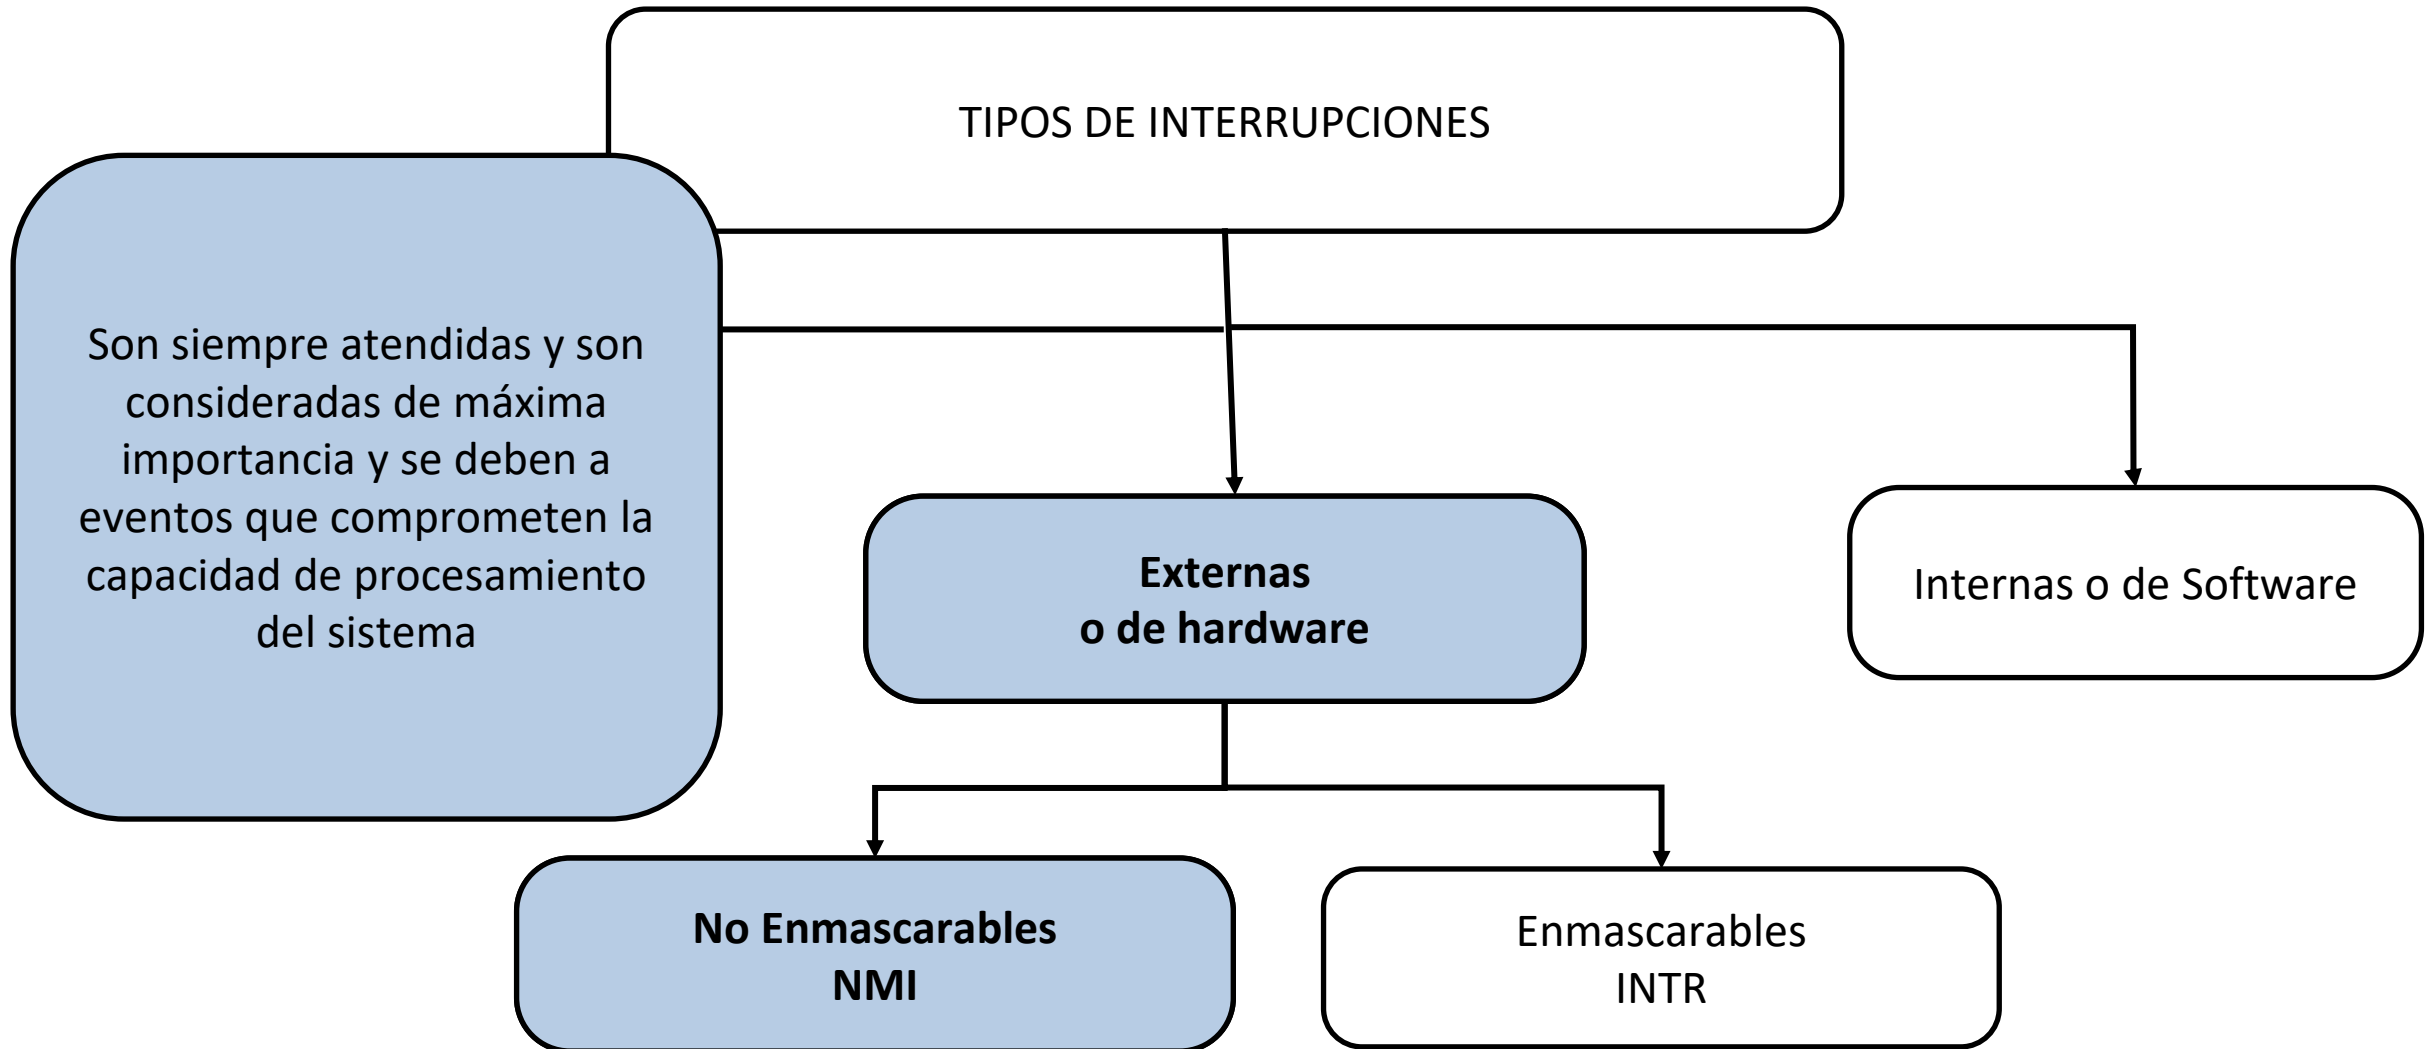 TIPOS DE INTERRUPCIONES
Son siempre atendidas y son
consideradas de máxima
importancia y se deben a
eventos que comprometen la
capacidad de procesamiento
del sistema
Externas
o de hardware
Internas o de Software
No Enmascarables
NMI
Enmascarables
INTR